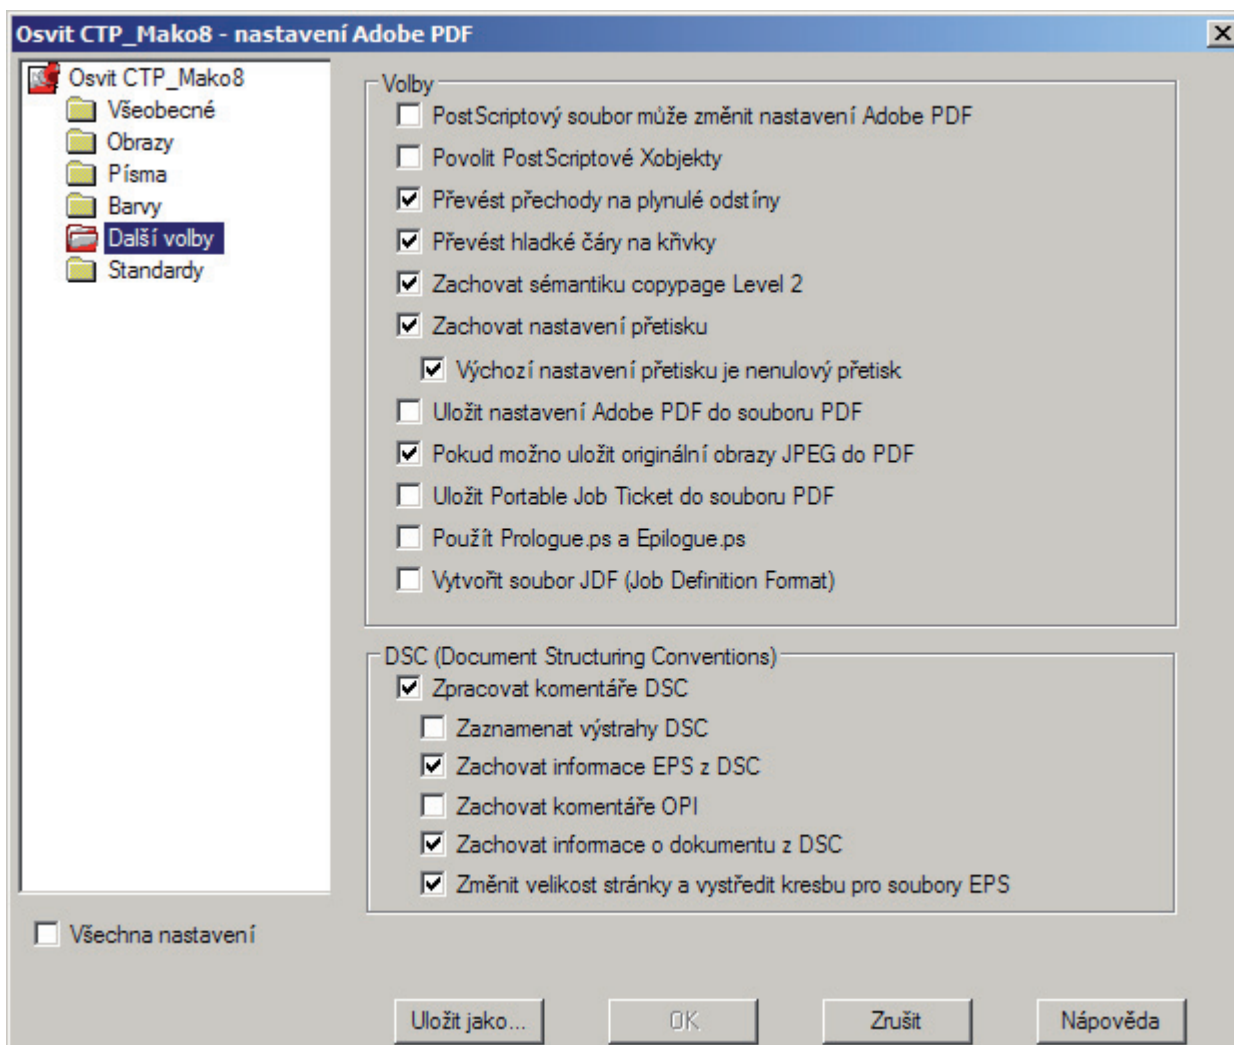 Osvit CTP_Mako8 - nastavení Adobe PDF
Osvit CTP_Mako8
Všeobecné
Obrazy
Písma
Barvy
Další volby
Standardy
Všechna nastavení
Volby
PostScriptový soubor může změnit nastavení Adobe PDF
Povolit PostScriptové Xobjekty
Převést přechody na plynulé odstíny
Převést hladké čáry na křivky
Zachovat sémantiku copypage Level 2
Zachovat nastavení přetisku
Výchozí nastavení přetisku je nenulový přetisk
Uložit nastavení Adobe PDF do souboru PDF
Pokud možno uložit originální obrazy JPEG do PDF
Uložit Portable Job Ticket do souboru PDF
Použít Prologue.ps a Epilogue.ps
Vytvořit soubor JDF (Job Definition Format)
DSC (Document Structuring Conventions)
Zpracovat komentáře DSC
Zaznamenat výstrahy DSC
Zachovat informace EPS z DSC
Zachovat komentáře OPI
Zachovat informace o dokumentu z DSC
Změnit velikost stránky a vystředit kresbu pro soubory EPS
Uložit jako...
OK
Zrušit
Nápověda